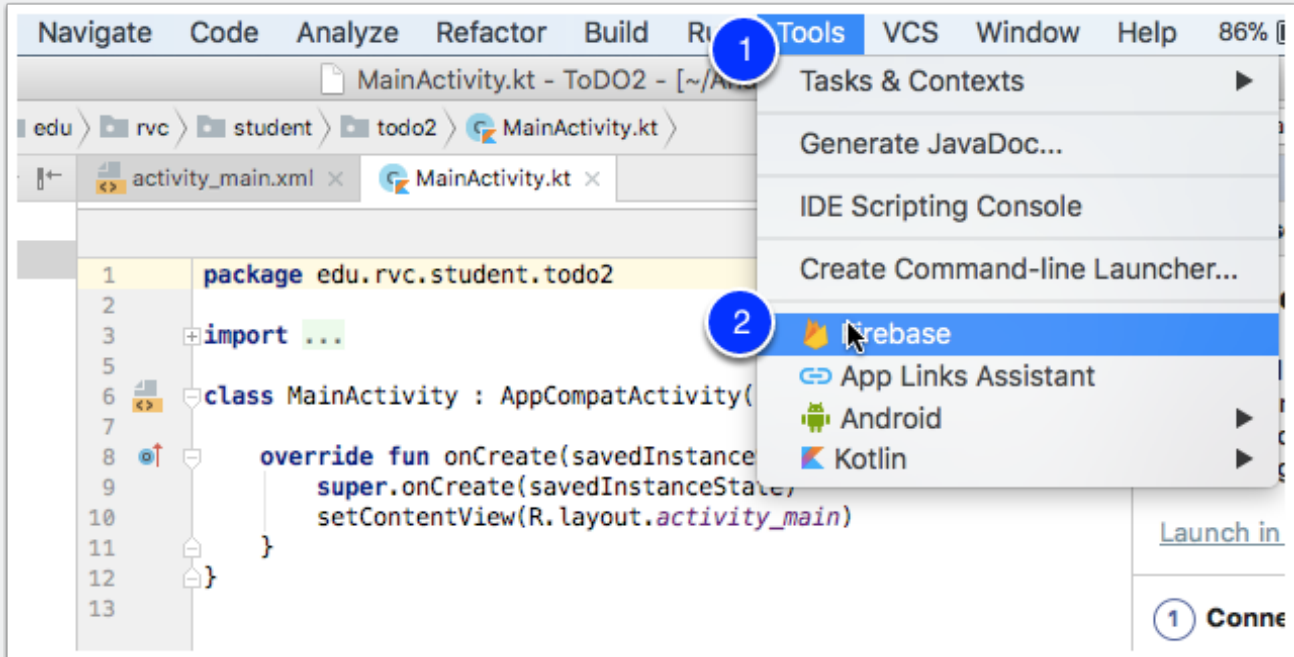 Navigate Code Analyze Refactor Build Tools VCS Window Help 86%
1
MainActivity.kt - ToDO2 - [~/
Tasks & Contexts
edu rvc student todo2 MainActivity.kt
Generate JavaDoc...
activity_main.xml MainActivity.kt
IDE Scripting Console
Create Command-line Launcher...
1 package edu.rvc.student.todo2
2
3 import ...
2
Firebase
5
App Links Assistant
6 class MainActivity : AppCompatActivity(
Android
7
8 override fun onCreate(savedInstance
Kotlin
9 super.onCreate(savedInstanceState)
10 setContentView(R.layout.activity_main)
11 }
12 }
13
Launch in
1 Conne